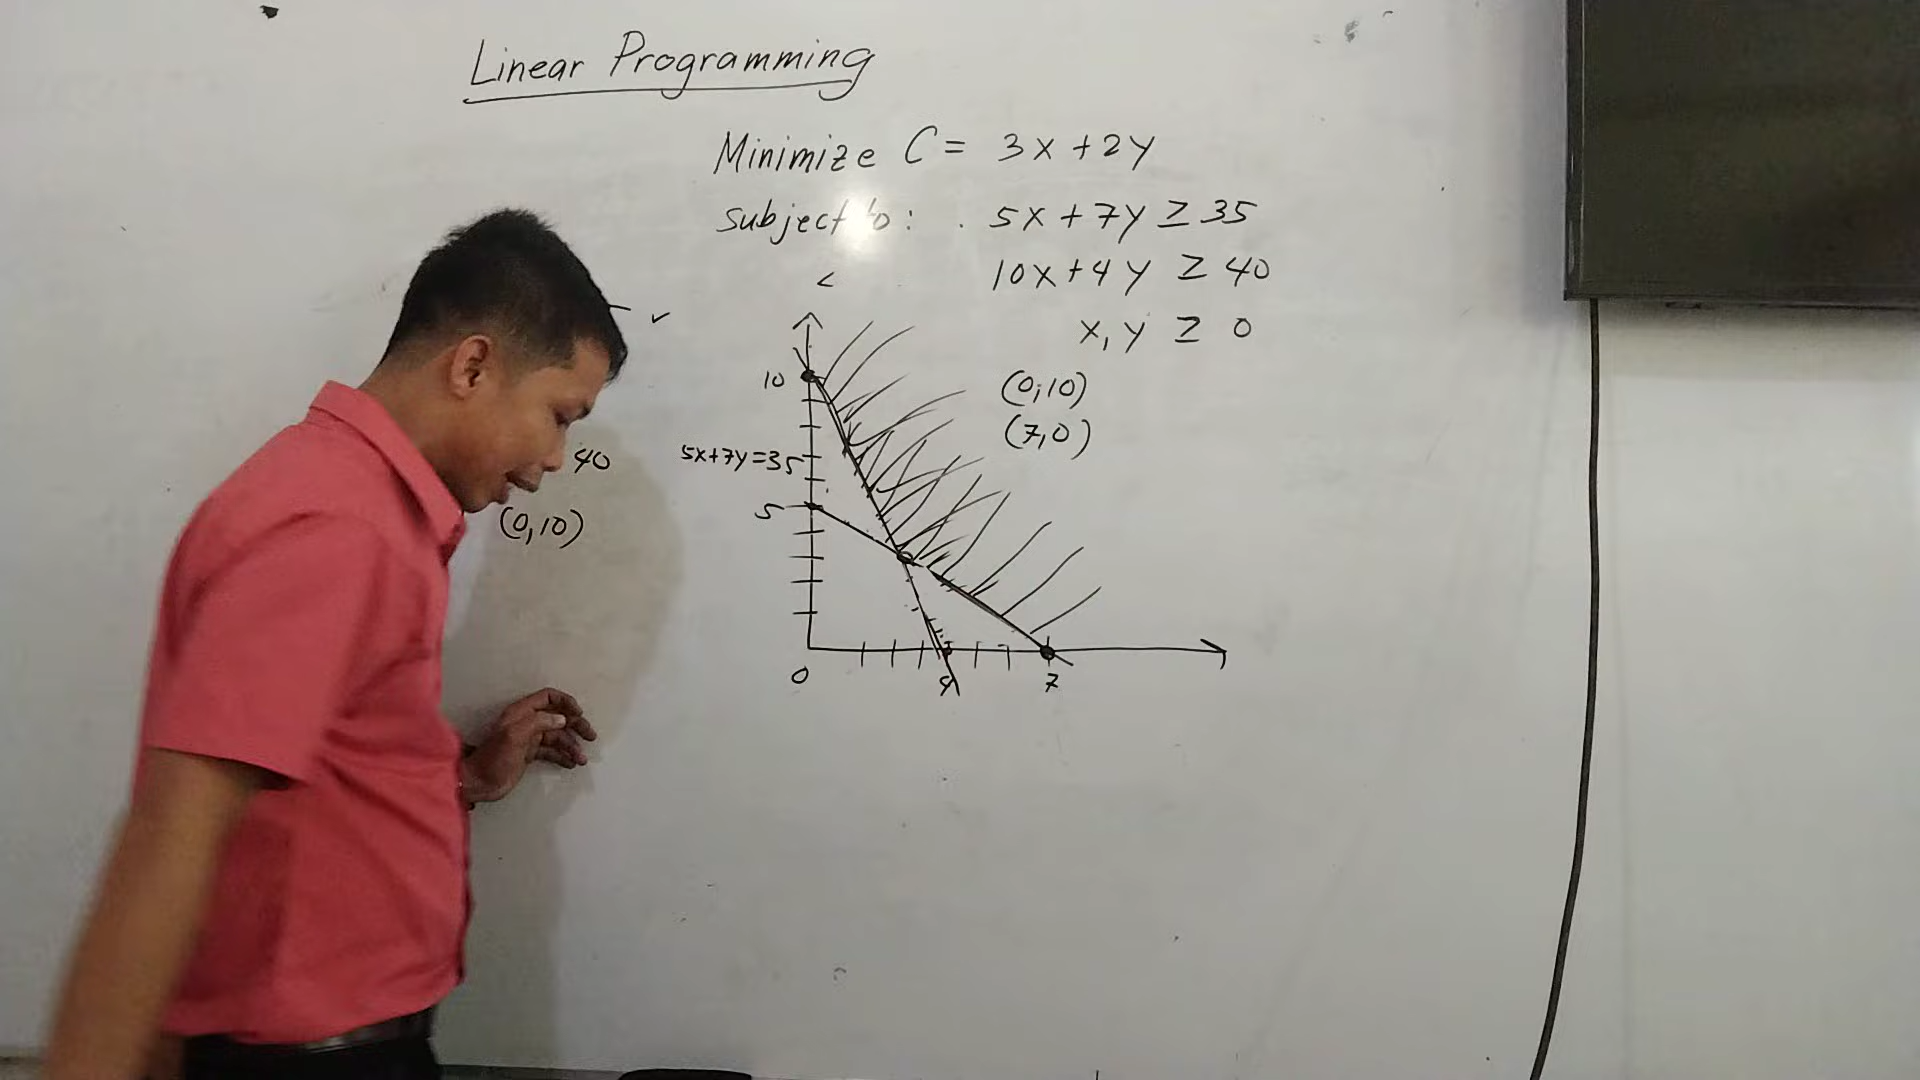 Linear Programming
Minimize C = 3x + 2y
subject to: 5x + 7y ≥ 35
10x + 4y ≥ 40
x, y ≥ 0
(0,10)
(7,0)
10
5x+7y=35
5
0
4
7
40
(0,10)